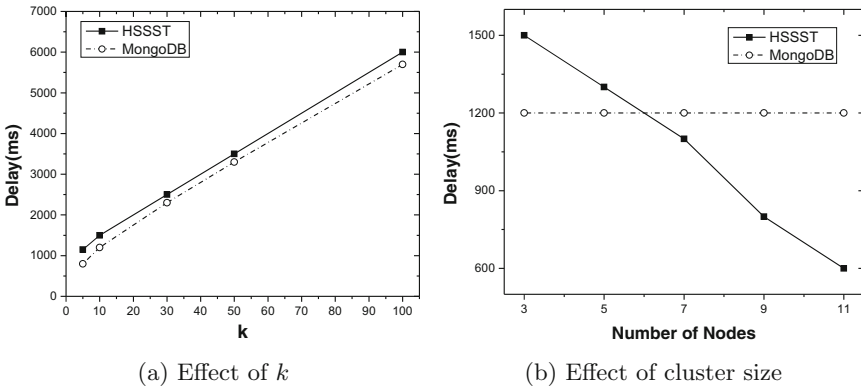 HSSST
MongoDB
Delay(ms)
6000
5000
4000
3000
2000
1000
0
0 10 20 30 40 50 60 70 80 90 100
k
(a) Effect of k
HSSST
MongoDB
Delay(ms)
1500
1200
900
600
3 5 7 9 11
Number of Nodes
(b) Effect of cluster size